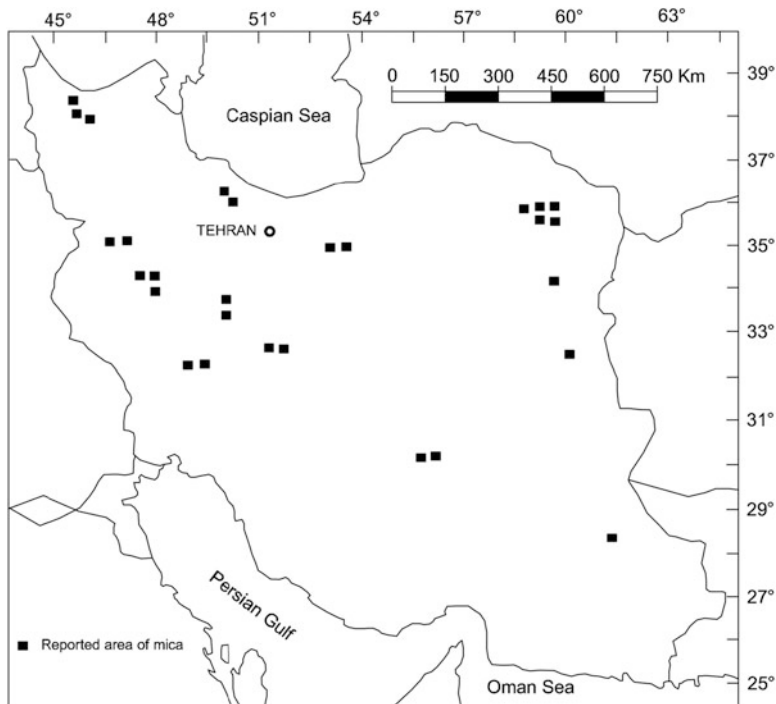 45° 48° 51° 54° 57° 60° 63°
39°
0 150 300 450 600 750 Km
Caspian Sea
37°
TEHRAN
35°
33°
31°
29°
27°
Persian Gulf
Reported area of mica
25°
Oman Sea